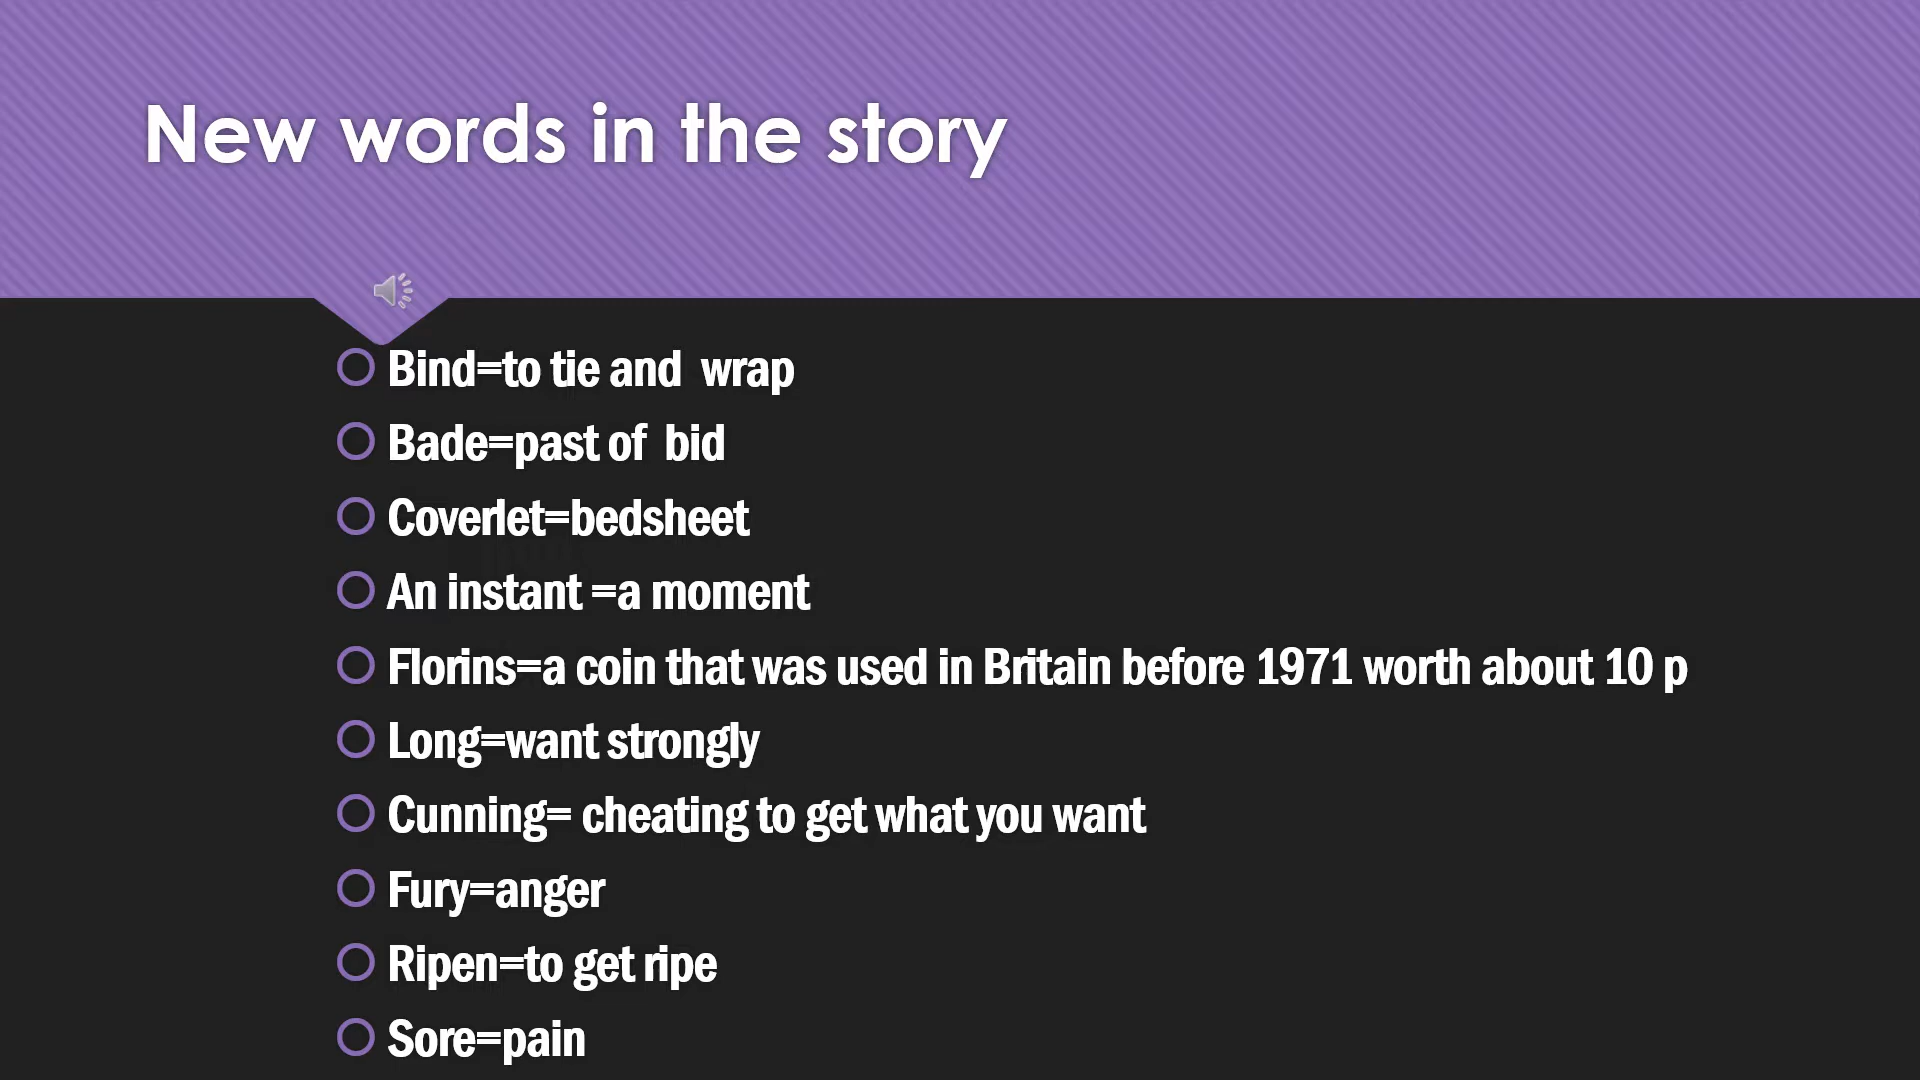 New words in the story
Bind=to tie and  wrap
Bade=past of  bid
Coverlet=bedsheet
An instant =a moment
Florins=a coin that was used in Britain before 1971 worth about 10 p
Long=want strongly
Cunning= cheating to get what you want
Fury=anger
Ripen=to get ripe
Sore=pain